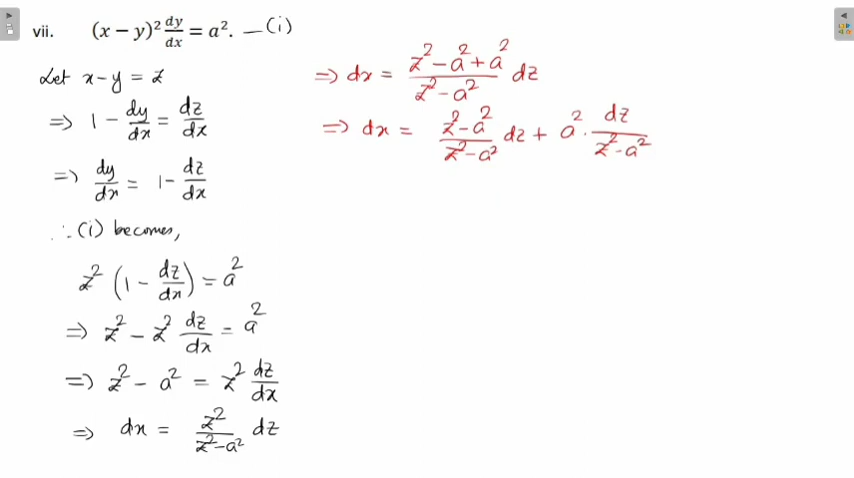 vii. (x − y)² dy/dx = a². —(i)
Let x-y = z
=> 1 - dy/dx = dz/dx
=> dy/dx = 1 - dz/dx
∴ (i) becomes,
z² (1 - dz/dx) = a²
=> z² - z² dz/dx = a²
=> z² - a² = z² dz/dx
=> dx = z²/(z²-a²) dz
=> dx = (z² - a² + a²)/(z² - a²) dz
=> dx = (z² - a²)/(z² - a²) dz + a² · dz/(z² - a²)